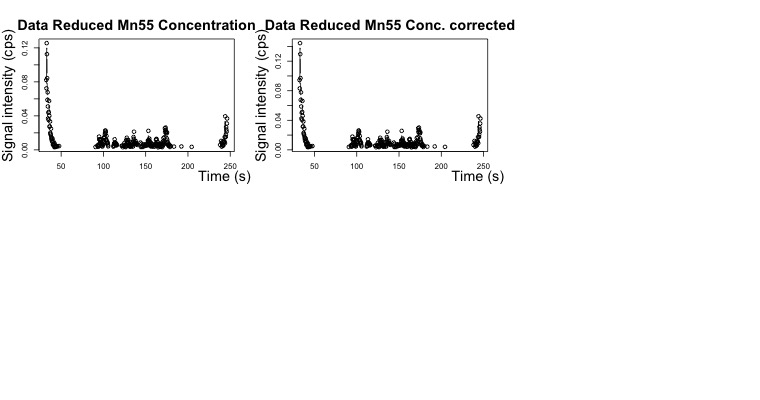 Data Reduced Mn55 Concentration
Signal intensity (cps)
0.12
0.08
0.04
0.00
50 100 150 200 250
Time (s)
Data Reduced Mn55 Conc. corrected
Signal intensity (cps)
0.12
0.08
0.04
0.00
50 100 150 200 250
Time (s)